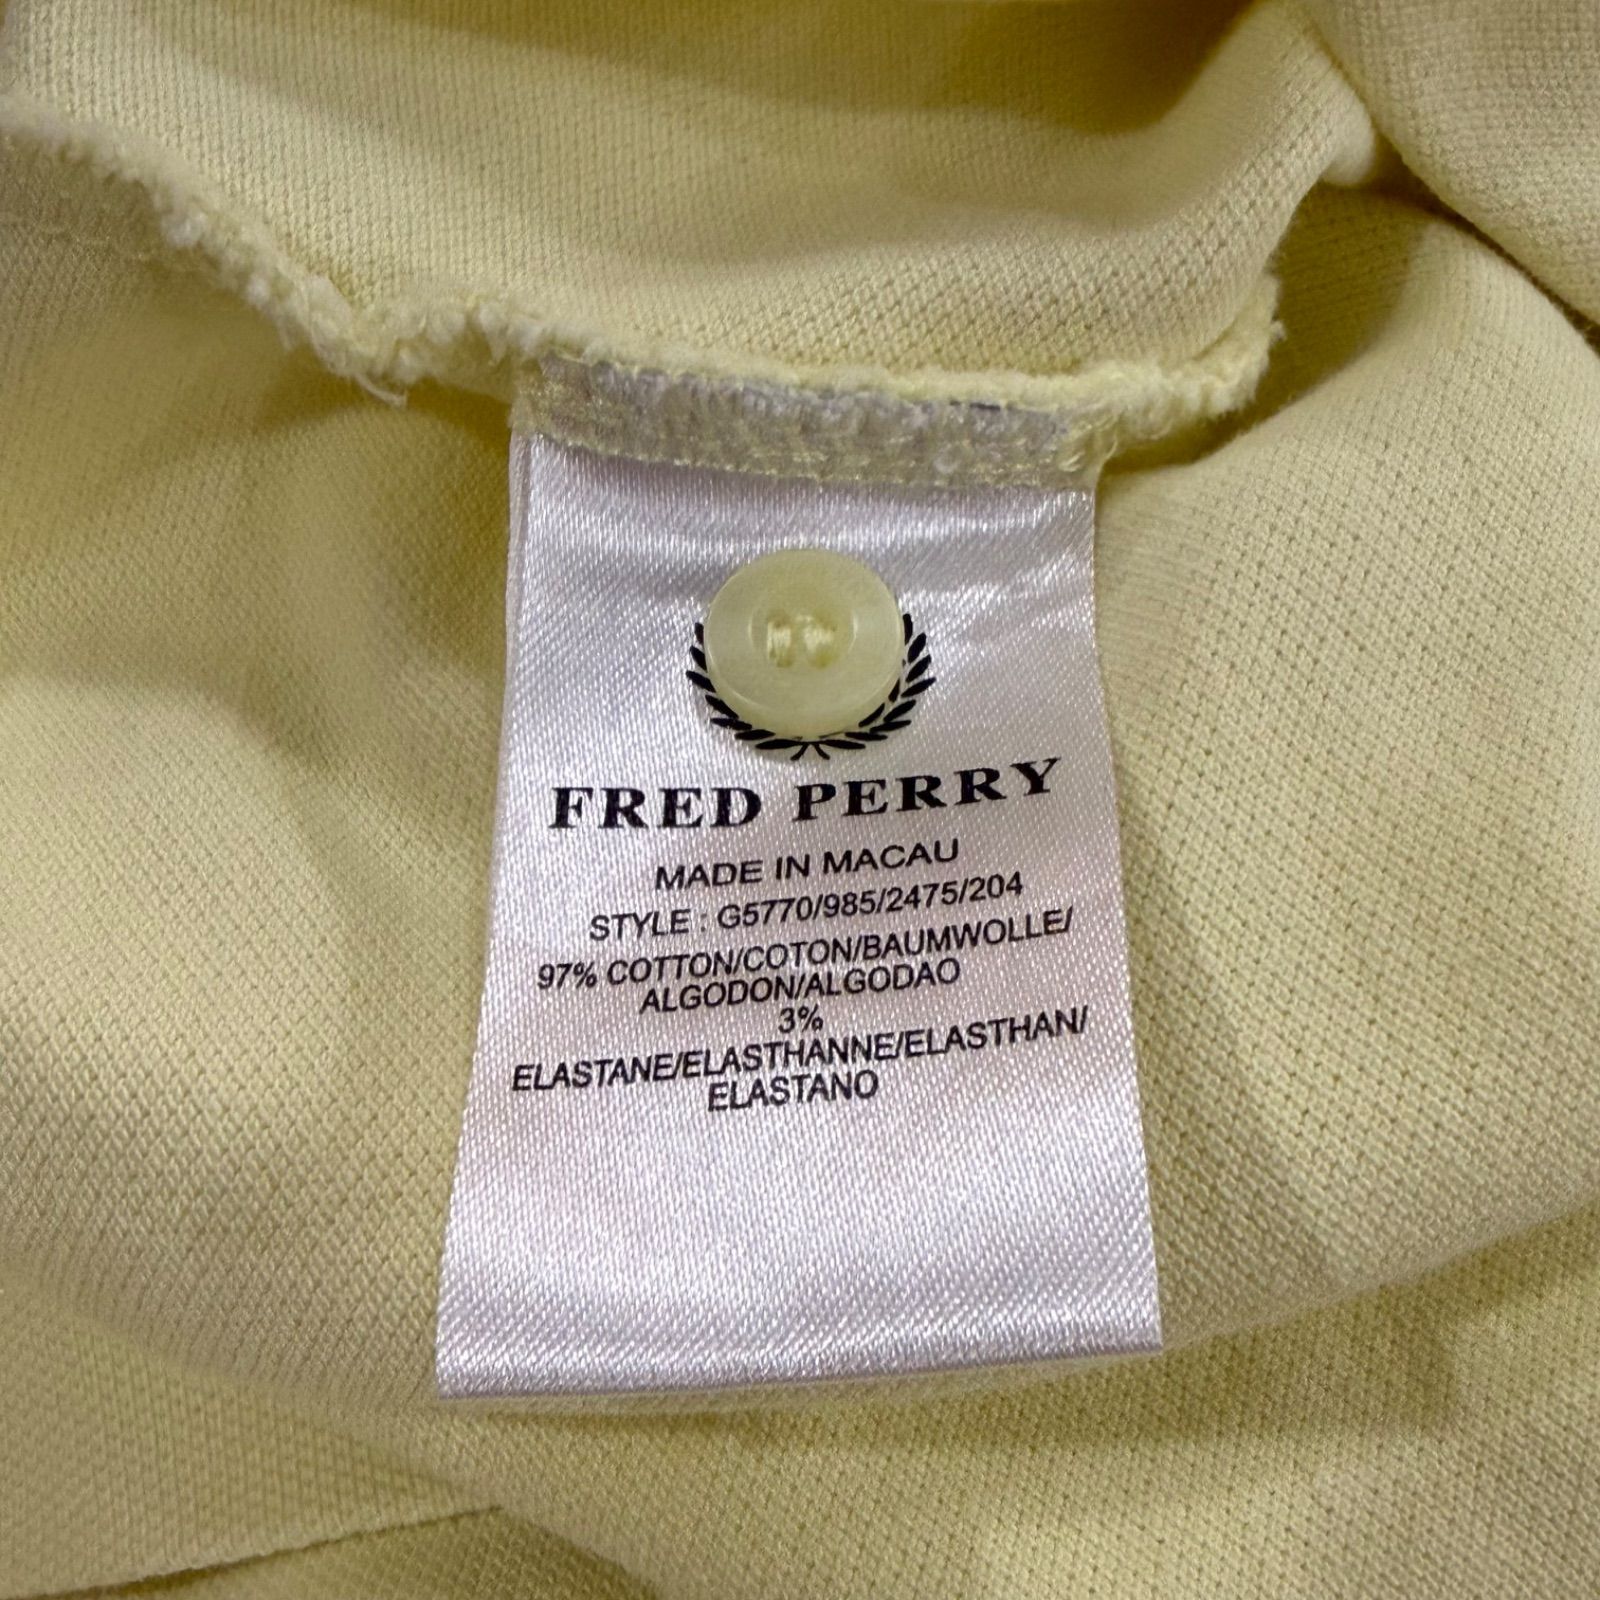 FRED PERRY
MADE IN MACAU
STYLE : G5770/985/2475/204
97% COTTON/COTON/BAUMWOLLE/
ALGODON/ALGODAO
3%
ELASTANE/ELASTHANNE/ELASTHAN/
ELASTANO